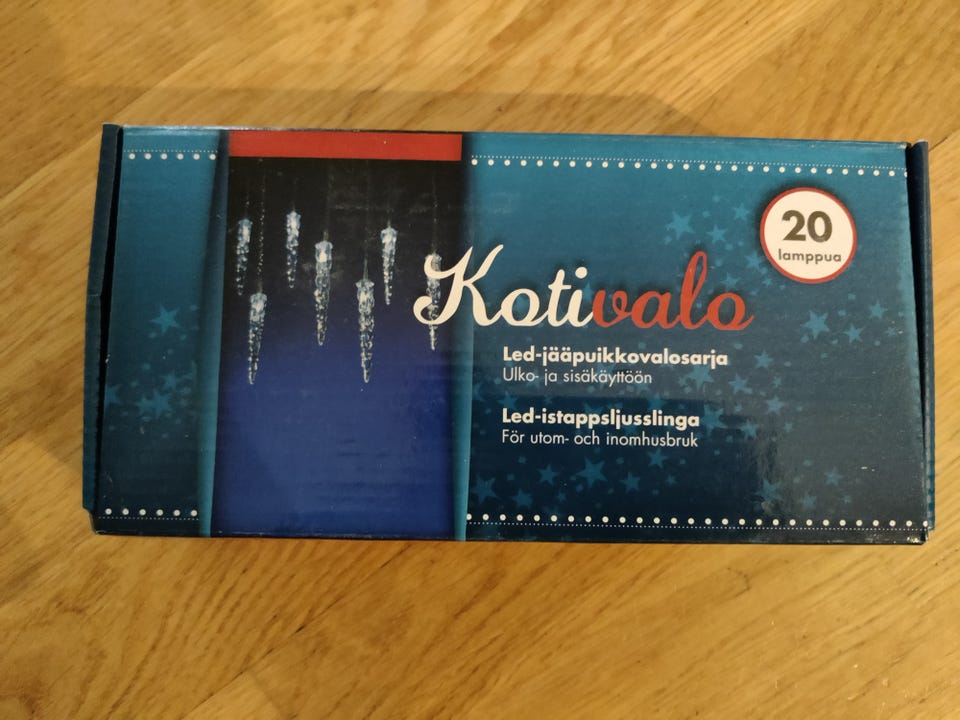 20
lamppua
Kotivalo
Led-jääpuikkovalosarja
Ulko- ja sisäkäyttöön
Led-istappsljusslinga
För utom- och inomhusbruk